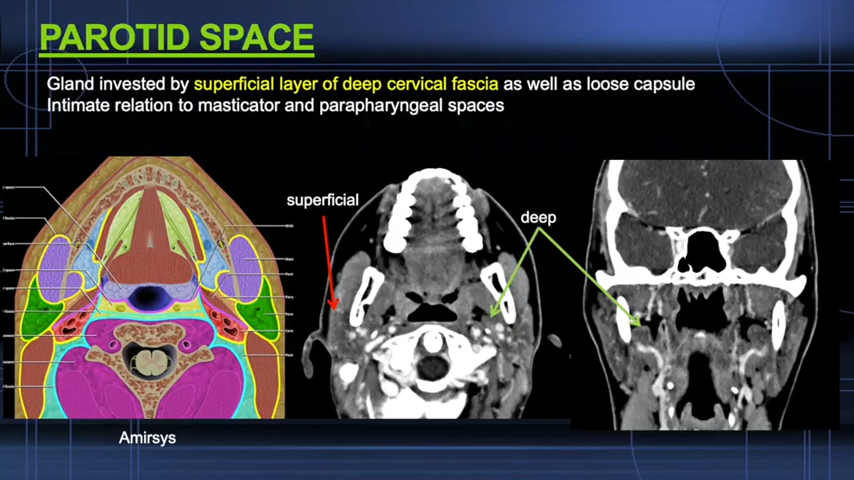 PAROTID SPACE
Gland invested by superficial layer of deep cervical fascia as well as loose capsule
Intimate relation to masticator and parapharyngeal spaces
superficial
deep
Amirsys